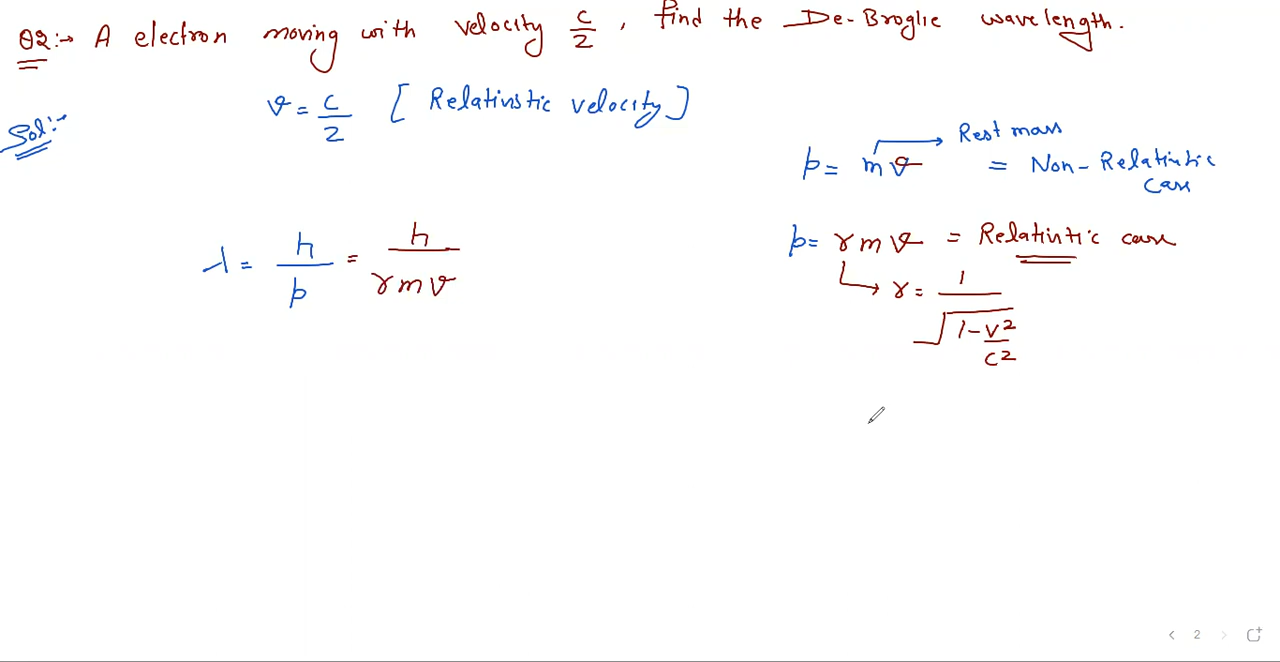 Q2:→ A electron moving with velocity c/2, find the De-Broglie wavelength.
Sol:→
v = c/2 [Relativistic velocity]
→ Rest mass
p = mv = Non-Relativistic case
λ = h/p = h/γmv
p = γmv = Relativistic case
↳ γ = 1/√(1-v²/c²)
< 2 >